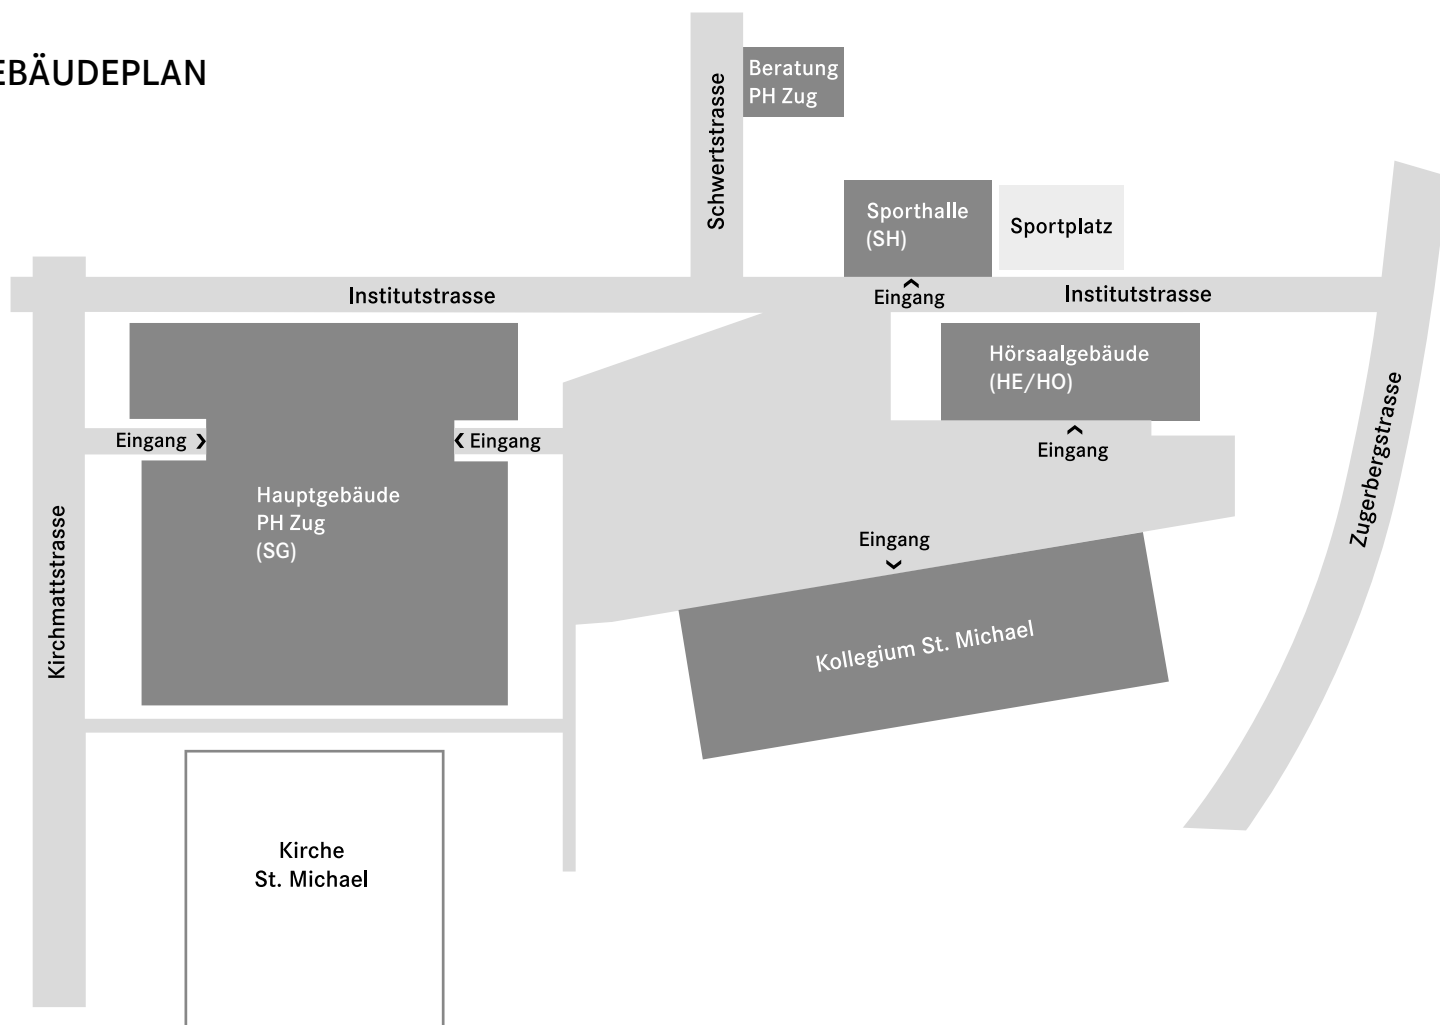 EBÄUDEPLAN
Beratung
PH Zug
Schwertstrasse
Sporthalle
(SH)
Sportplatz
Institutstrasse
Eingang
Institutstrasse
Hörsaalgebäude
(HE/HO)
Eingang
Eingang
Eingang
Zugerbergstrasse
Hauptgebäude
PH Zug
(SG)
Eingang
Kirchmattstrasse
Kollegium St. Michael
Kirche
St. Michael